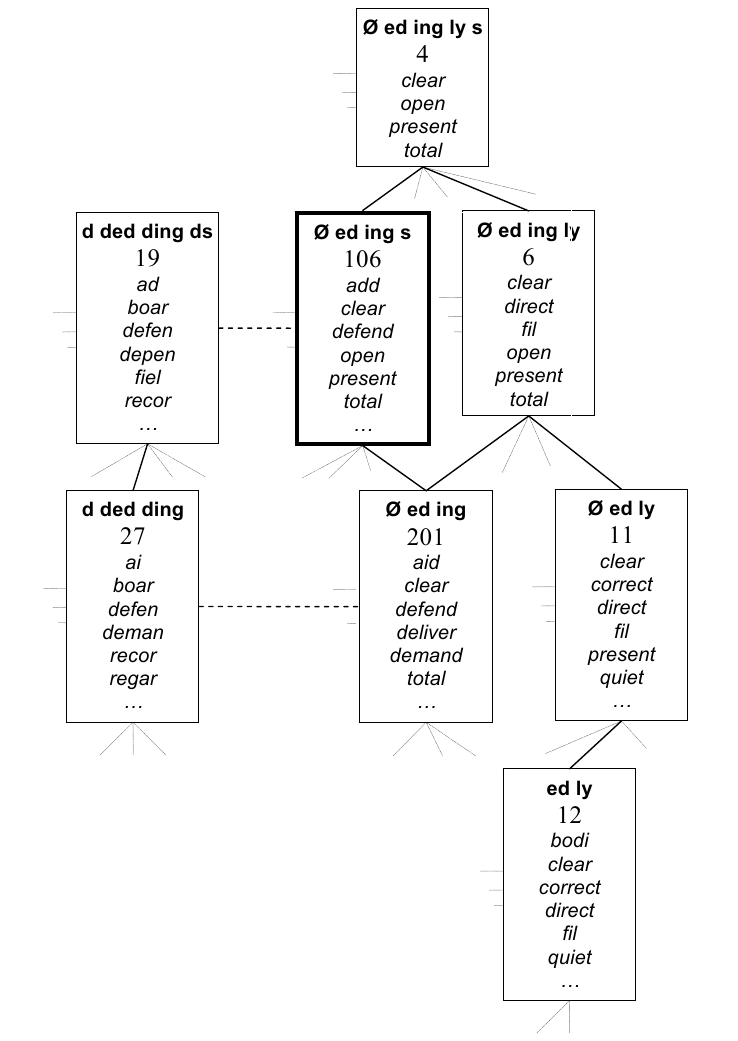 Ø ed ing ly s
4
clear
open
present
total
d ded ding ds
19
ad
boar
defen
depen
fiel
recor
…
Ø ed ing s
106
add
clear
defend
open
present
total
…
Ø ed ing ly
6
clear
direct
fil
open
present
total
d ded ding
27
ai
boar
defen
deman
recor
regar
…
Ø ed ing
201
aid
clear
defend
deliver
demand
total
…
Ø ed ly
11
clear
correct
direct
fil
present
quiet
…
ed ly
12
bodi
clear
correct
direct
fil
quiet
…